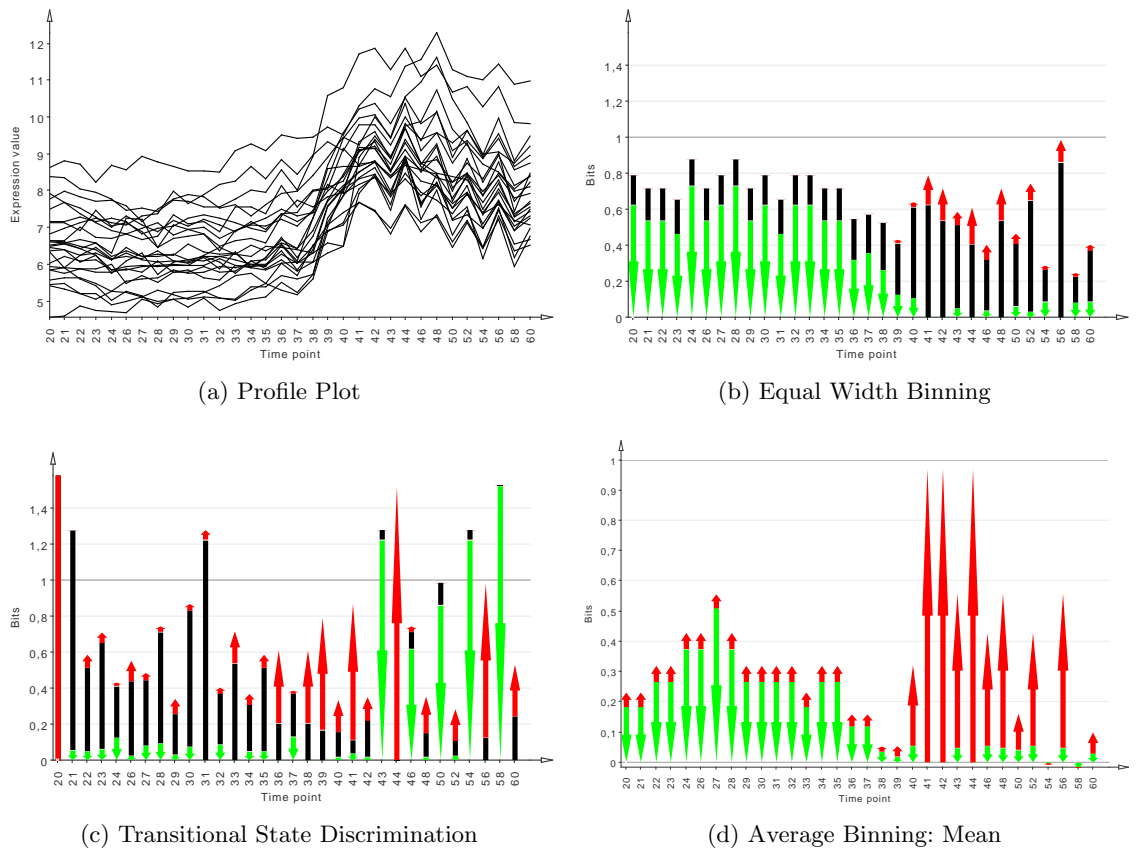 12
11
10
9
8
7
6
5
Expression value
20 21 22 23 24 26 27 28 29 30 31 32 33 34 35 36 37 38 39 40 41 42 43 44 46 48 50 52 54 56 58 60
Time point
(a) Profile Plot
1,4
1,2
1
0,8
0,6
0,4
0,2
0
Bits
20 21 22 23 24 26 27 28 29 30 31 32 33 34 35 36 37 38 39 40 41 42 43 44 46 48 50 52 54 56 58 60
Time point
(b) Equal Width Binning
1,4
1,2
1
0,8
0,6
0,4
0,2
0
Bits
20 21 22 23 24 26 27 28 29 30 31 32 33 34 35 36 37 38 39 40 41 42 43 44 46 48 50 52 54 56 58 60
Time point
(c) Transitional State Discrimination
1
0,9
0,8
0,7
0,6
0,5
0,4
0,3
0,2
0,1
0
Bits
20 21 22 23 24 26 27 28 29 30 31 32 33 34 35 36 37 38 39 40 41 42 43 44 46 48 50 52 54 56 58 60
Time point
(d) Average Binning: Mean